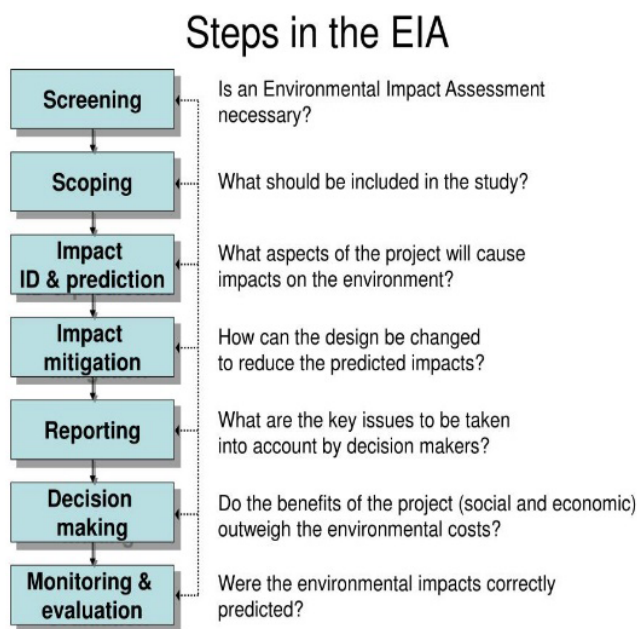 Steps in the EIA
Screening
Is an Environmental Impact Assessment
necessary?
Scoping
What should be included in the study?
Impact
ID & prediction
What aspects of the project will cause
impacts on the environment?
Impact
mitigation
How can the design be changed
to reduce the predicted impacts?
Reporting
What are the key issues to be taken
into account by decision makers?
Decision
making
Do the benefits of the project (social and economic)
outweigh the environmental costs?
Monitoring &
evaluation
Were the environmental impacts correctly
predicted?